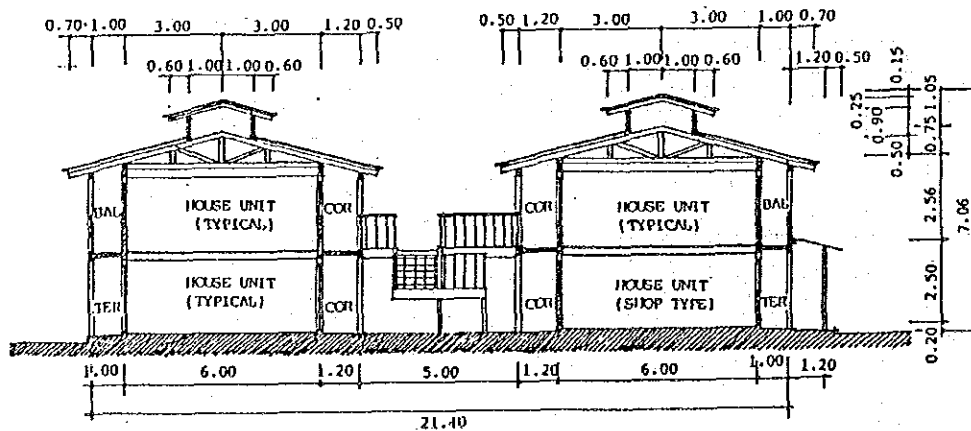 0.70 1.00 3.00 3.00 1.20 0.50
0.50 1.20 3.00 3.00 1.00 0.70
0.60 1.00 1.00 0.60
0.60 1.00 1.00 0.60
1.20 0.50
0.15
0.25
1.05
0.90
0.75
0.50
BAL
HOUSE UNIT
(TYPICAL)
COR
COR
HOUSE UNIT
(TYPICAL)
BAL
2.56
7.06
TER
HOUSE UNIT
(TYPICAL)
COR
COR
HOUSE UNIT
(SHOP TYPE)
TER
2.50
0.20
1.00 6.00 1.20 5.00 1.20 6.00 1.00 1.20
21.40